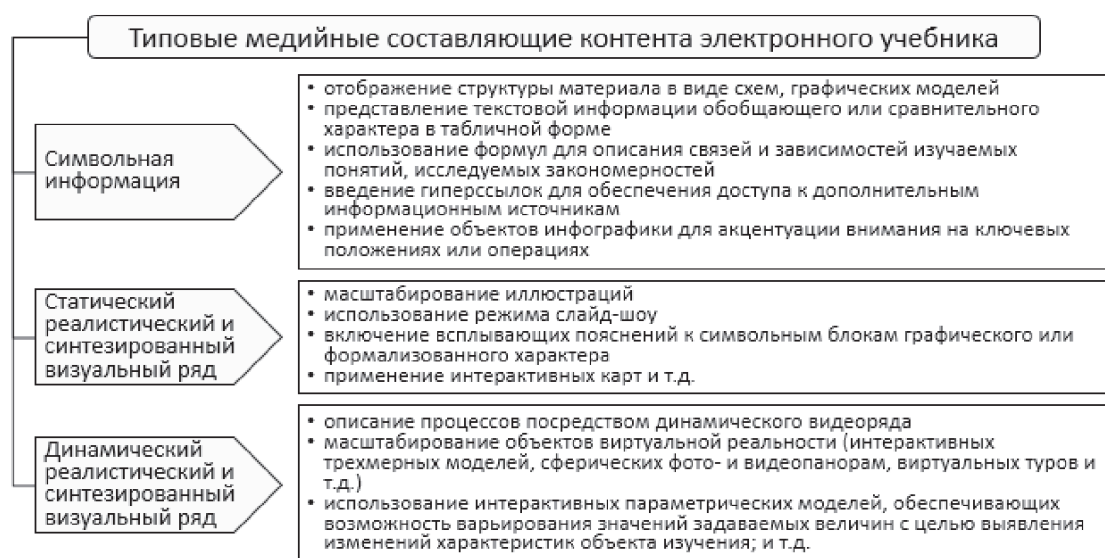 Типовые медийные составляющие контента электронного учебника
Символьная
информация
• отображение структуры материала в виде схем, графических моделей
• представление текстовой информации обобщающего или сравнительного
характера в табличной форме
• использование формул для описания связей и зависимостей изучаемых
понятий, исследуемых закономерностей
• введение гиперссылок для обеспечения доступа к дополнительным
информационным источникам
• применение объектов инфографики для акцентуации внимания на ключевых
положениях или операциях
Статический
реалистический и
синтезированный
визуальный ряд
• масштабирование иллюстраций
• использование режима слайд-шоу
• включение всплывающих пояснений к символьным блокам графического или
формализованного характера
• применение интерактивных карт и т.д.
Динамический
реалистический и
синтезированный
визуальный ряд
• описание процессов посредством динамического видеоряда
• масштабирование объектов виртуальной реальности (интерактивных
трехмерных моделей, сферических фото- и видеопанорам, виртуальных туров и
т.д.)
• использование интерактивных параметрических моделей, обеспечивающих
возможность варьирования значений задаваемых величин с целью выявления
изменений характеристик объекта изучения; и т.д.